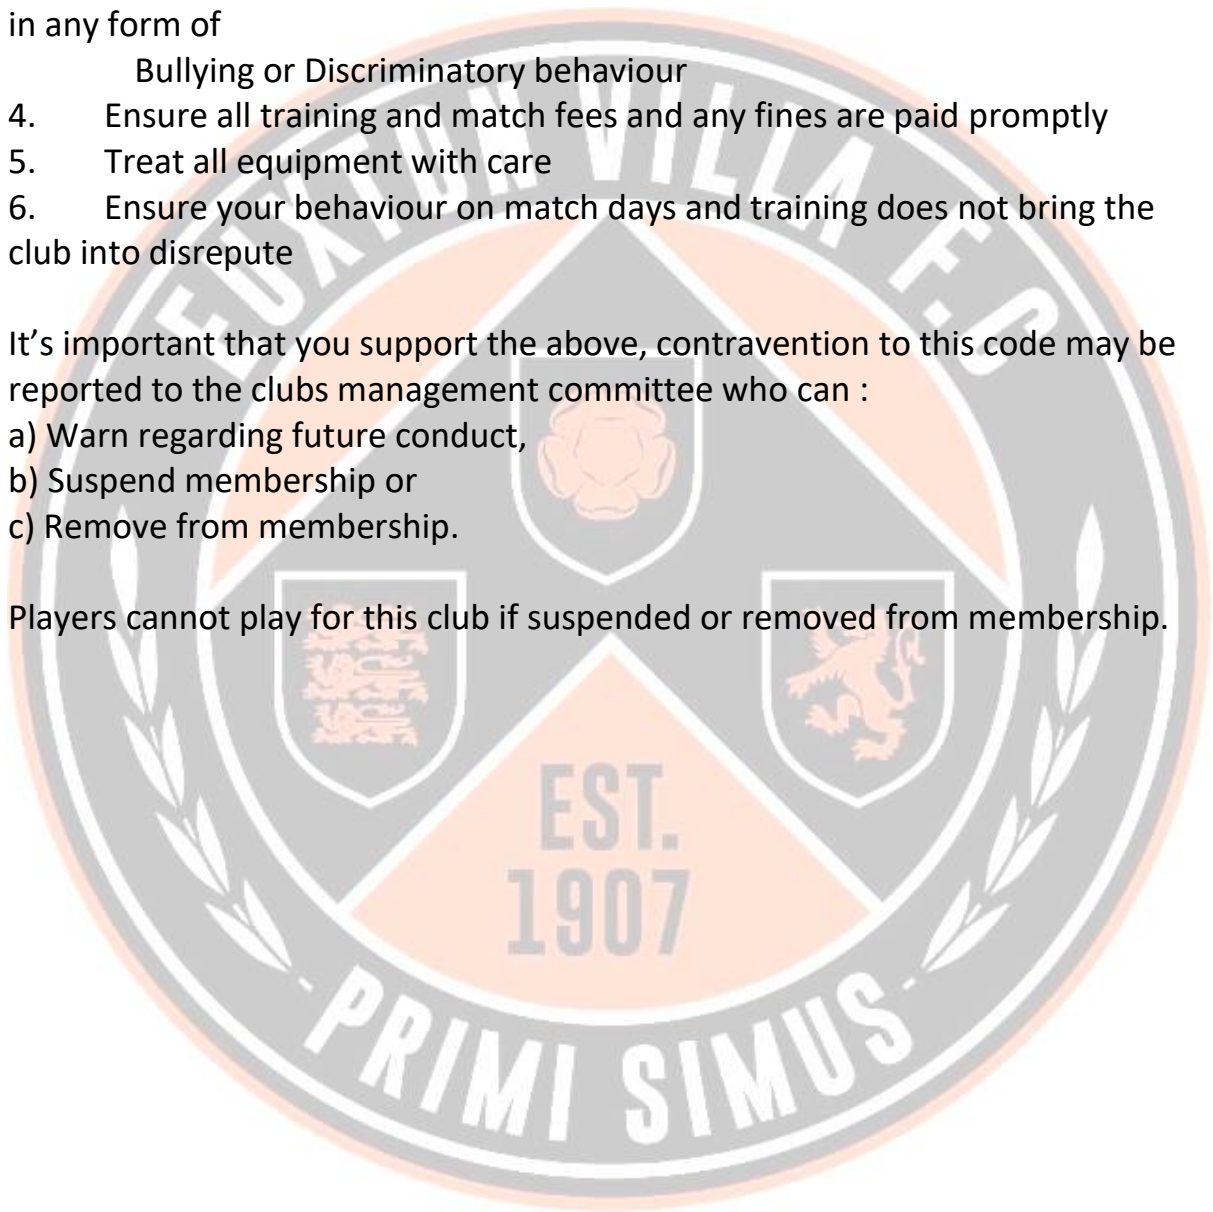 in any form of
Bullying or Discriminatory behaviour
4. Ensure all training and match fees and any fines are paid promptly
5. Treat all equipment with care
6. Ensure your behaviour on match days and training does not bring the
club into disrepute
It’s important that you support the above, contravention to this code may be
reported to the clubs management committee who can :
a) Warn regarding future conduct,
b) Suspend membership or
c) Remove from membership.
Players cannot play for this club if suspended or removed from membership.
EUXTON VILLA F.C
EST.
1907
- PRIMI SIMUS -